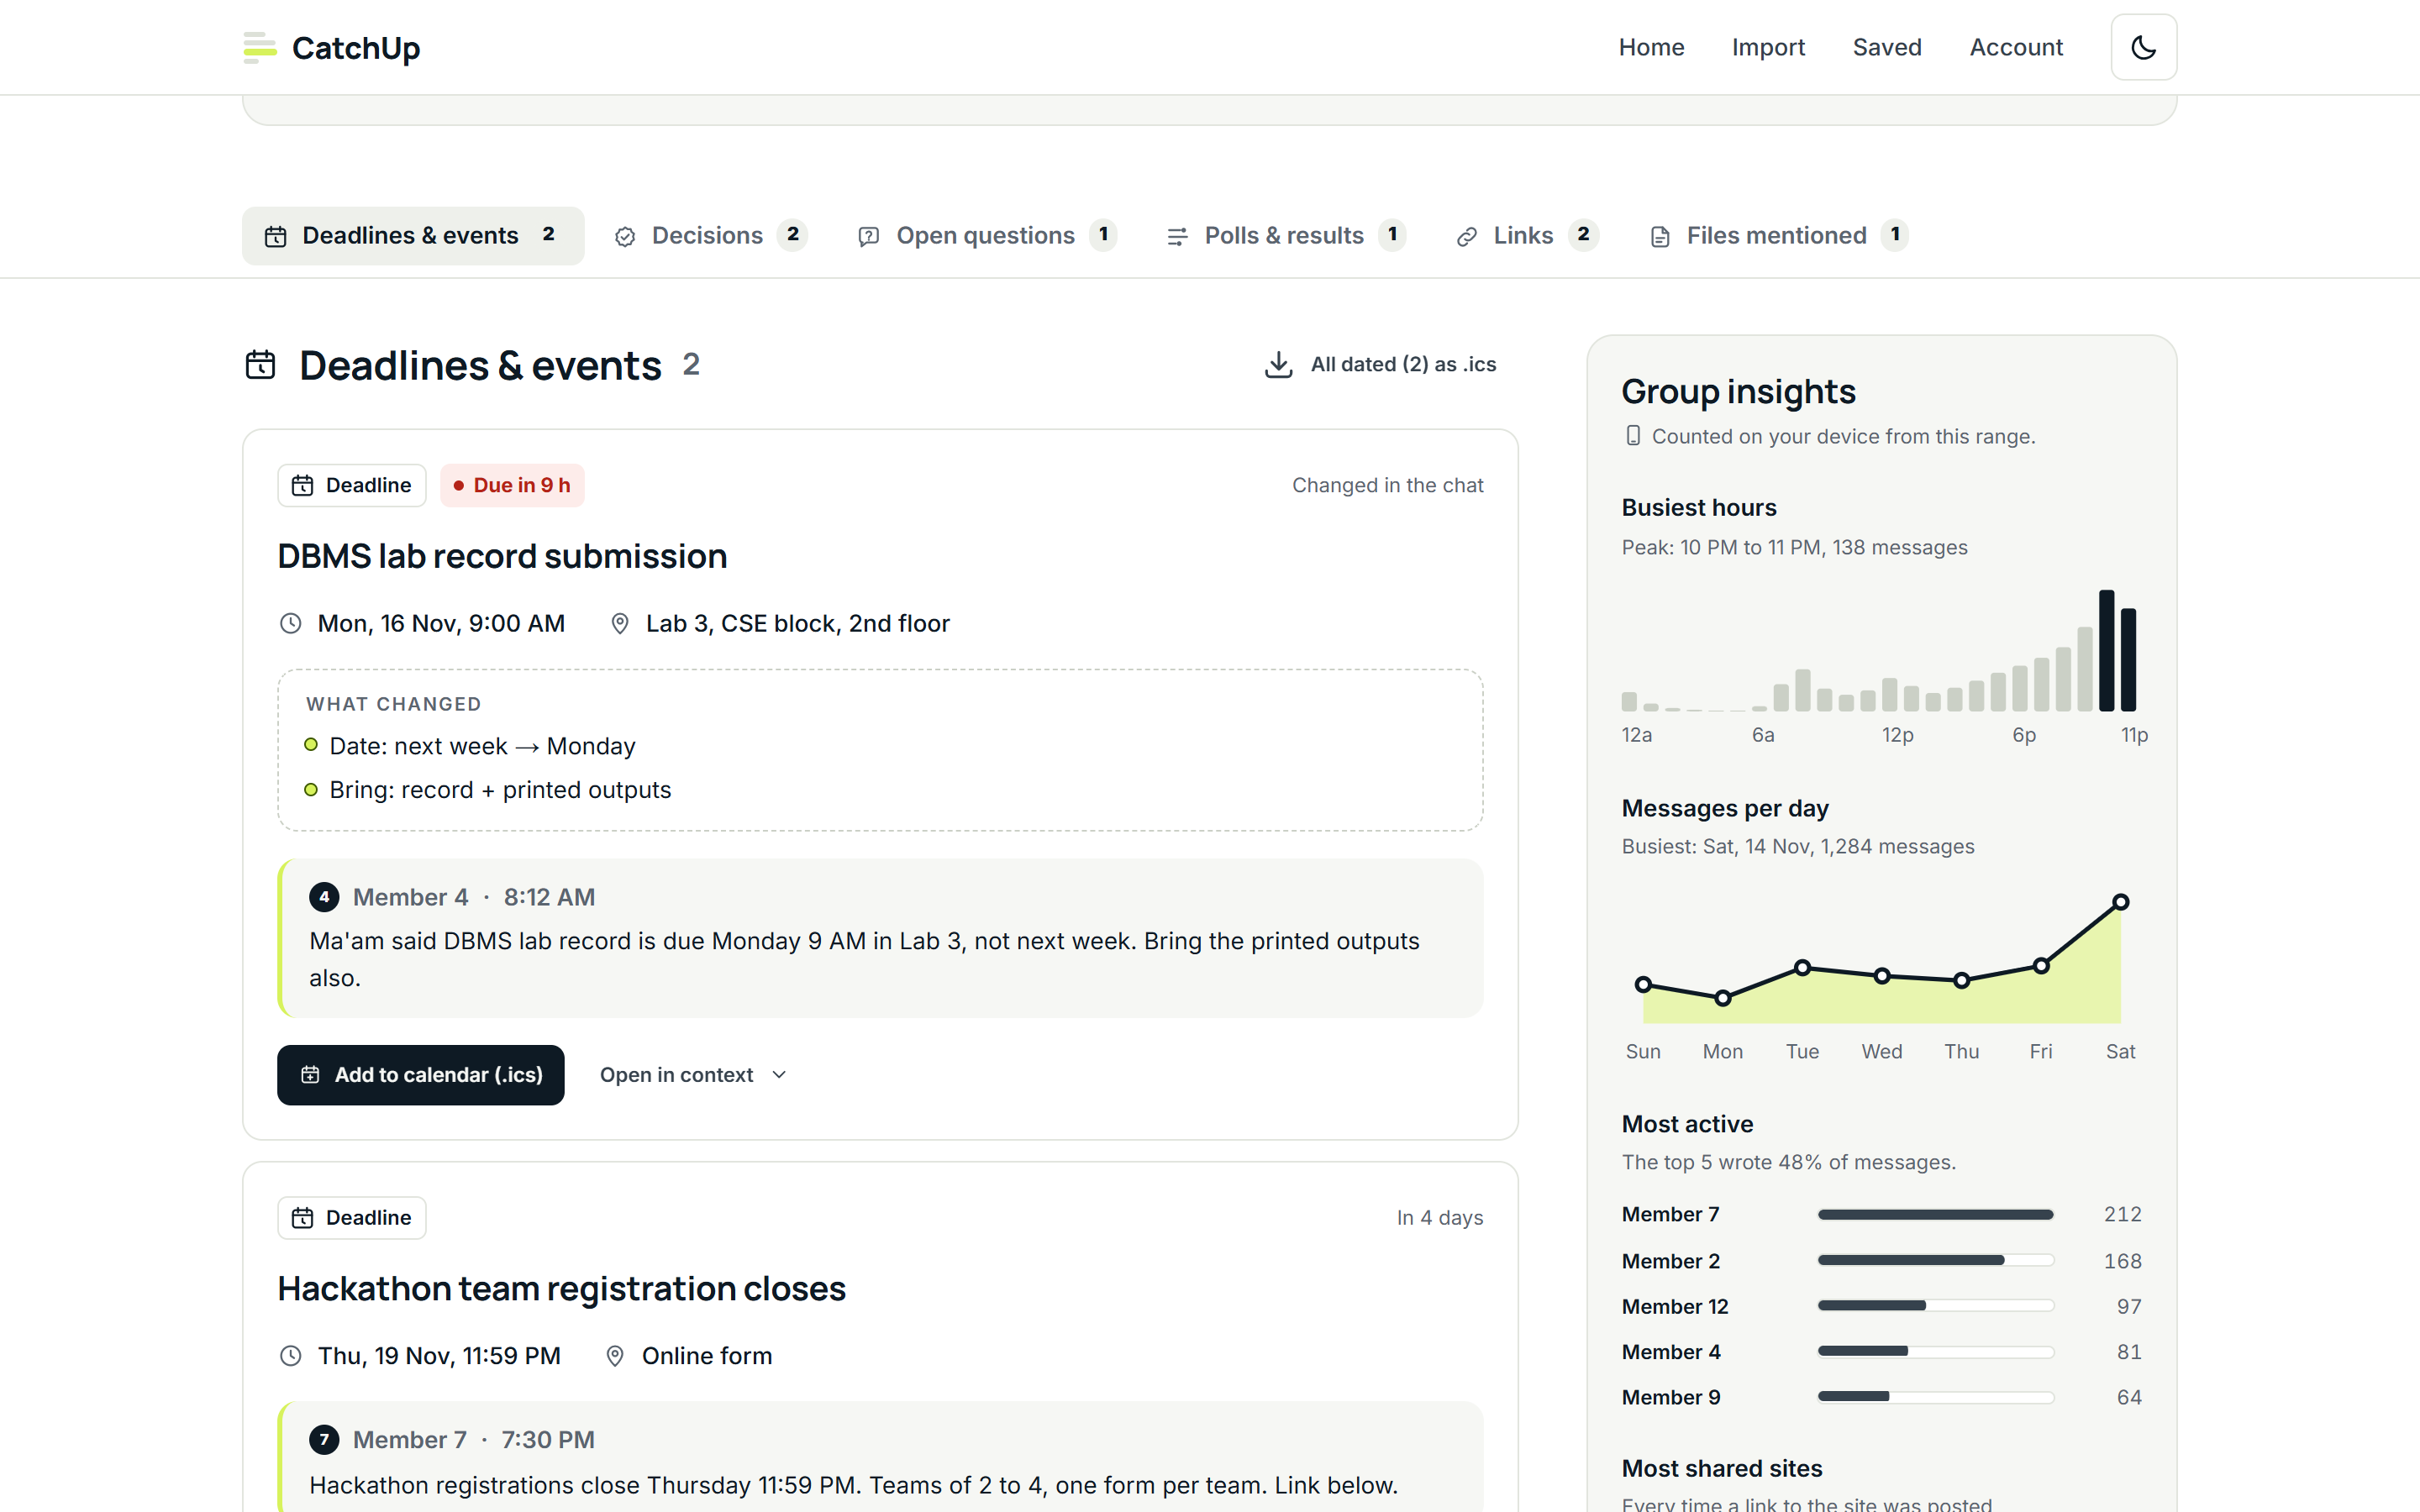 CatchUp
Home Import Saved Account
Deadlines & events 2 Decisions 2 Open questions 1 Polls & results 1 Links 2 Files mentioned 1
Deadlines & events 2
All dated (2) as .ics
Deadline Due in 9 h Changed in the chat
DBMS lab record submission
Mon, 16 Nov, 9:00 AM Lab 3, CSE block, 2nd floor
WHAT CHANGED
Date: next week → Monday
Bring: record + printed outputs
4 Member 4 · 8:12 AM
Ma'am said DBMS lab record is due Monday 9 AM in Lab 3, not next week. Bring the printed outputs
also.
Add to calendar (.ics) Open in context
Deadline In 4 days
Hackathon team registration closes
Thu, 19 Nov, 11:59 PM Online form
7 Member 7 · 7:30 PM
Hackathon registrations close Thursday 11:59 PM. Teams of 2 to 4, one form per team. Link below.
Group insights
Counted on your device from this range.
Busiest hours
Peak: 10 PM to 11 PM, 138 messages
12a 6a 12p 6p 11p
Messages per day
Busiest: Sat, 14 Nov, 1,284 messages
Sun Mon Tue Wed Thu Fri Sat
Most active
The top 5 wrote 48% of messages.
Member 7 212
Member 2 168
Member 12 97
Member 4 81
Member 9 64
Most shared sites
Every time a link to the site was posted